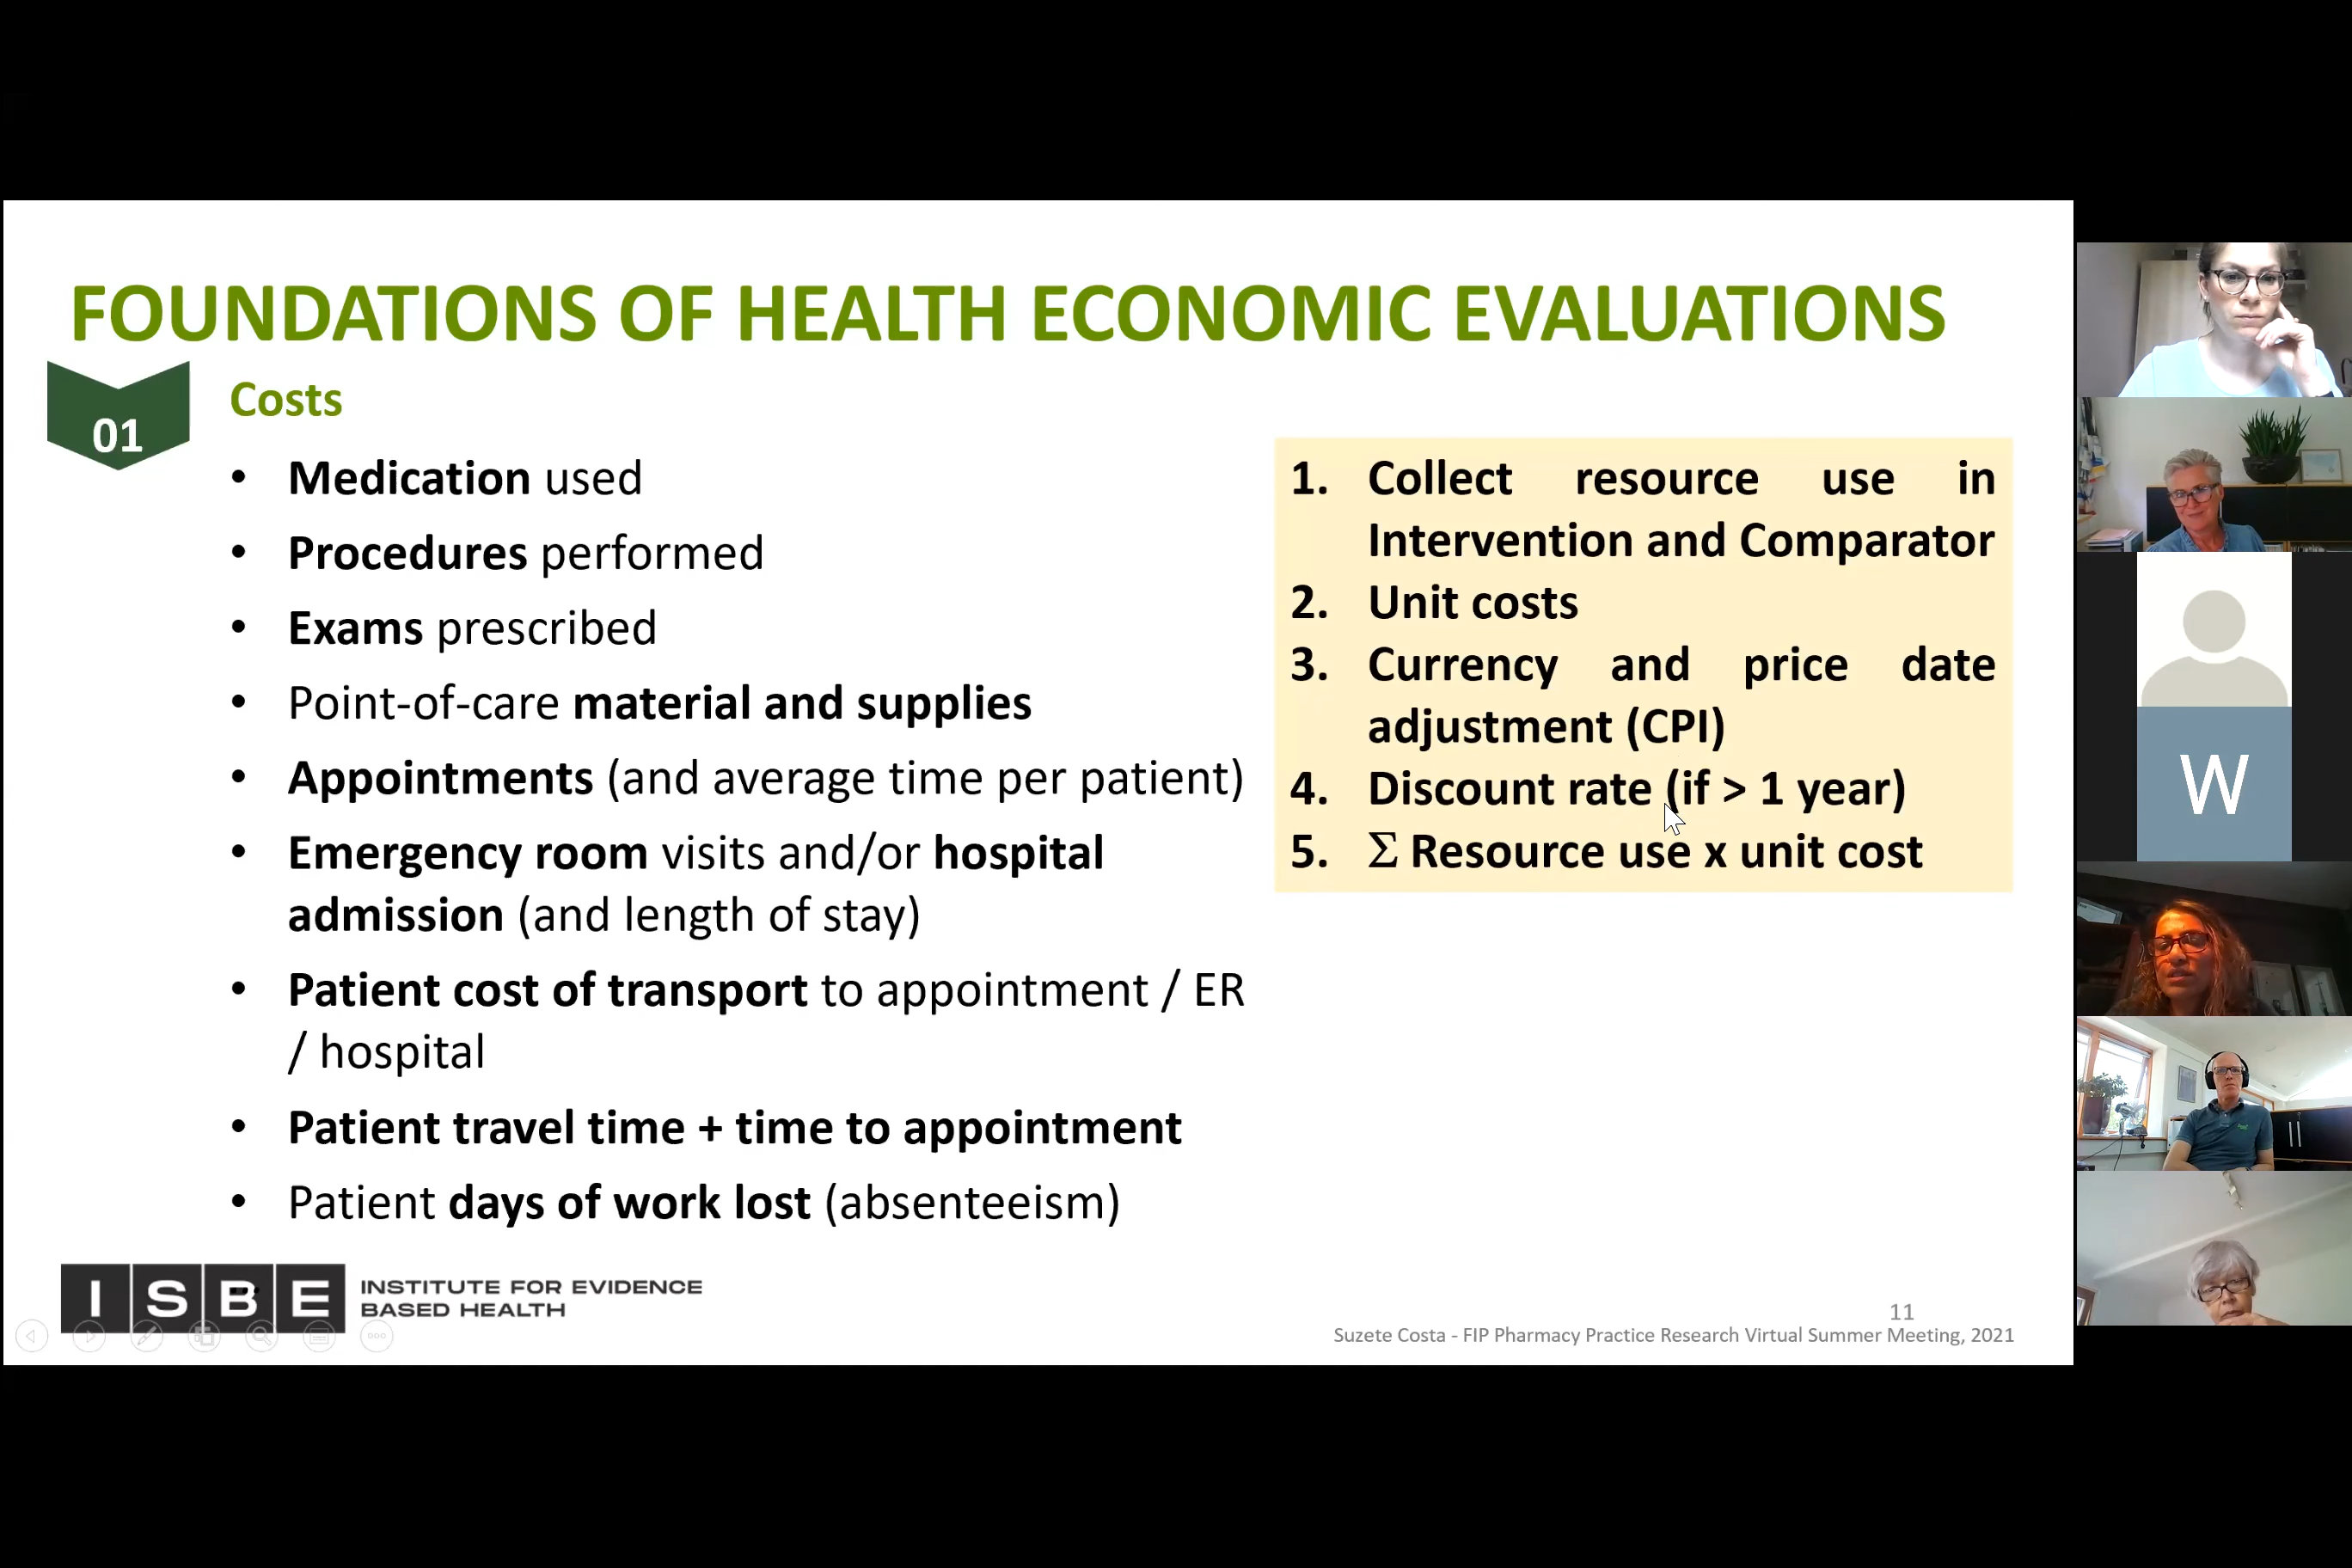 FOUNDATIONS OF HEALTH ECONOMIC EVALUATIONS
01
Costs
• Medication used
• Procedures performed
• Exams prescribed
• Point-of-care material and supplies
• Appointments (and average time per patient)
• Emergency room visits and/or hospital
admission (and length of stay)
• Patient cost of transport to appointment / ER
/ hospital
• Patient travel time + time to appointment
• Patient days of work lost (absenteeism)
1. Collect resource use in
Intervention and Comparator
2. Unit costs
3. Currency and price date
adjustment (CPI)
4. Discount rate (if > 1 year)
5. Σ Resource use x unit cost
W
ISBE
INSTITUTE FOR EVIDENCE
BASED HEALTH
11
Suzete Costa - FIP Pharmacy Practice Research Virtual Summer Meeting, 2021